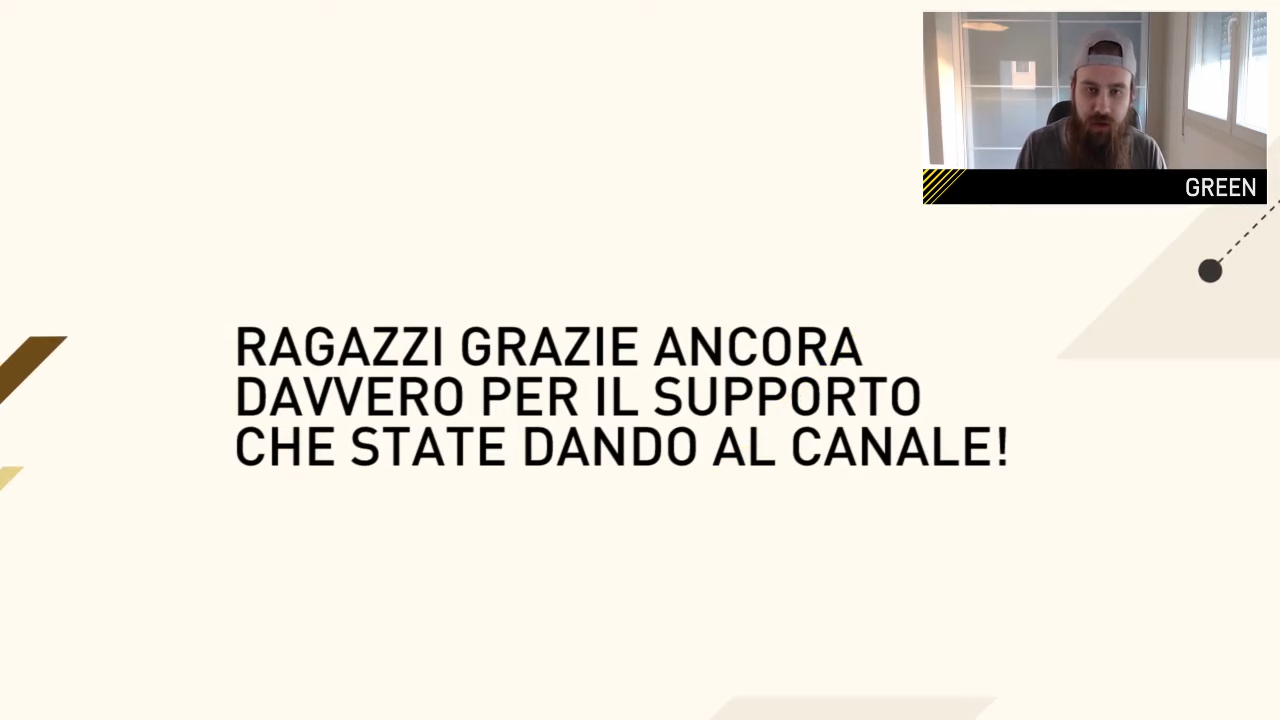 GREEN
RAGAZZI GRAZIE ANCORA
DAVVERO PER IL SUPPORTO
CHE STATE DANDO AL CANALE!